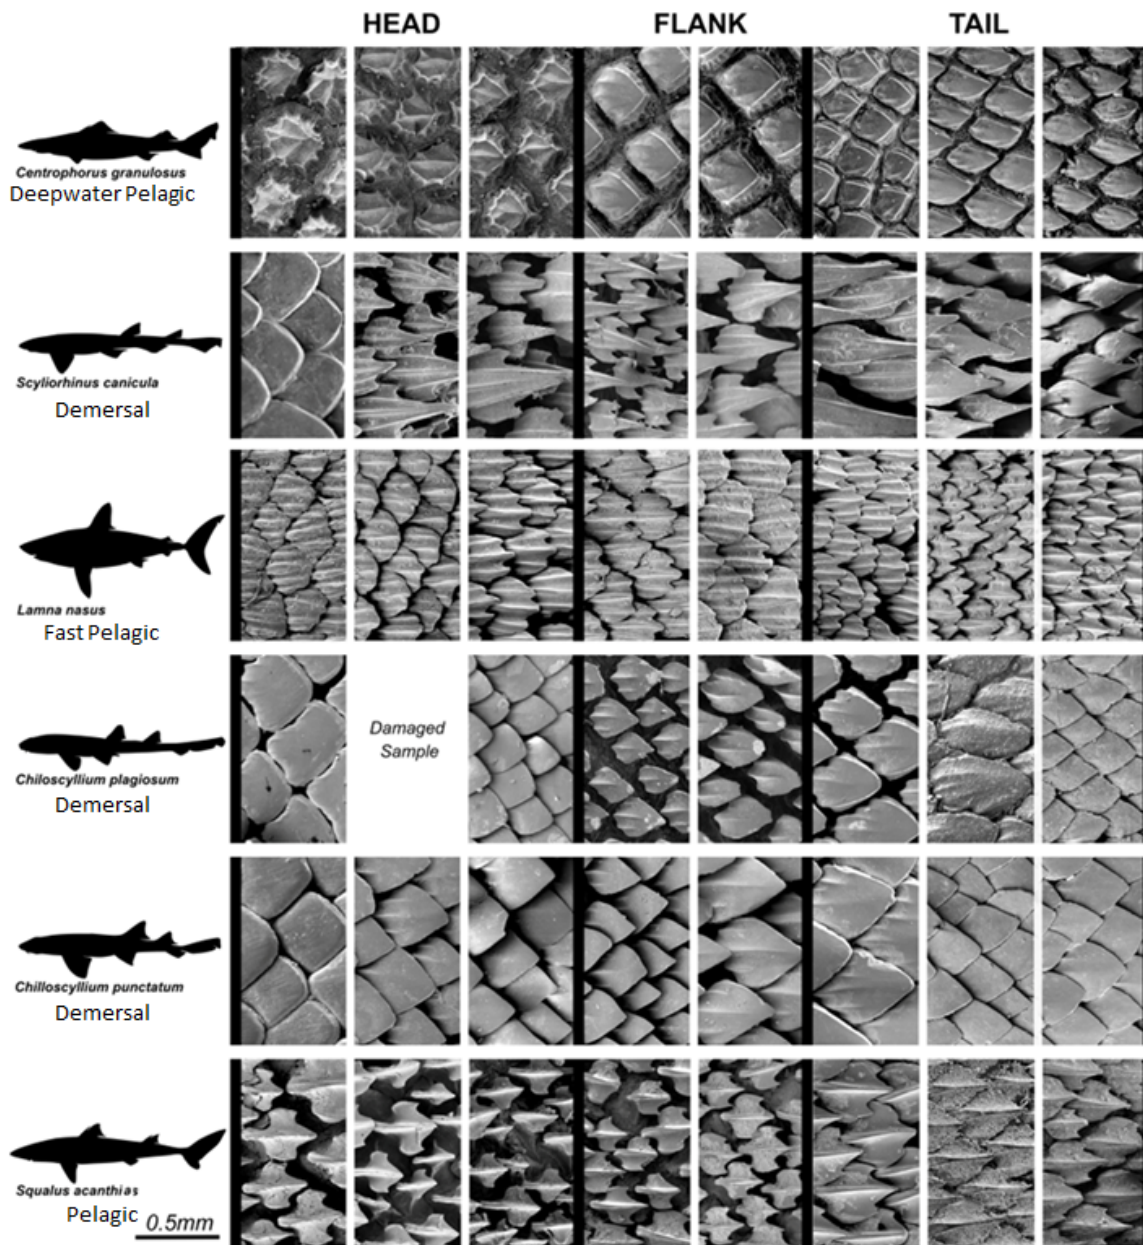 HEAD FLANK TAIL
Centrophorus granulosus
Deepwater Pelagic
Scyliorhinus canicula
Demersal
Lamna nasus
Fast Pelagic
Damaged
Sample
Chiloscyllium plagiosum
Demersal
Chilloscyllium punctatum
Demersal
Squalus acanthias
Pelagic
0.5mm